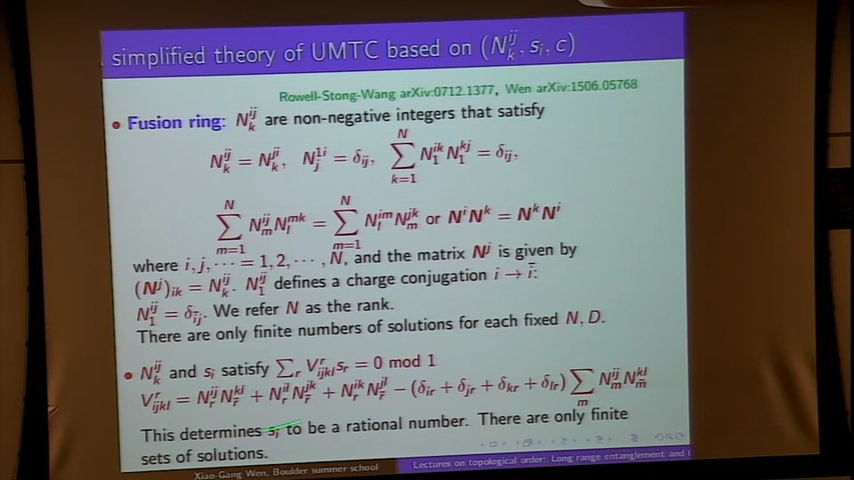 simplified theory of UMTC based on (N^{ij}_k, s_i, c)
Rowell-Stong-Wang arXiv:0712.1377, Wen arXiv:1506.05768
• Fusion ring: N^{ij}_k are non-negative integers that satisfy
N^{ij}_k = N^{ji}_k, N^{1i}_j = δ_{ij}, ∑_{k=1}^{N} N^{ik}_1 N^{kj}_1 = δ_{ij},
∑_{m=1}^{N} N^{ij}_m N^{mk}_l = ∑_{m=1}^{N} N^{im}_l N^{jk}_m or N^i N^k = N^k N^i
where i, j, ⋯ = 1, 2, ⋯, N, and the matrix N^j is given by
(N^j)_{ik} = N^{ij}_k. N^{ij}_1 defines a charge conjugation i → ī:
N^{ij}_1 = δ_{īj}. We refer N as the rank.
There are only finite numbers of solutions for each fixed N, D.
• N^{ij}_k and s_i satisfy ∑_r V^r_{ijkl} s_r = 0 mod 1
V^r_{ijkl} = N^{ij}_r N^{kl}_{r̄} + N^{il}_r N^{jk}_{r̄} + N^{ik}_r N^{jl}_{r̄} − (δ_{ir} + δ_{jr} + δ_{kr} + δ_{lr}) ∑_m N^{ij}_m N^{kl}_{m̄}
This determines s_i to be a rational number. There are only finite
sets of solutions.
Xiao-Gang Wen, Boulder summer school
Lectures on topological order: Long range entanglement and t